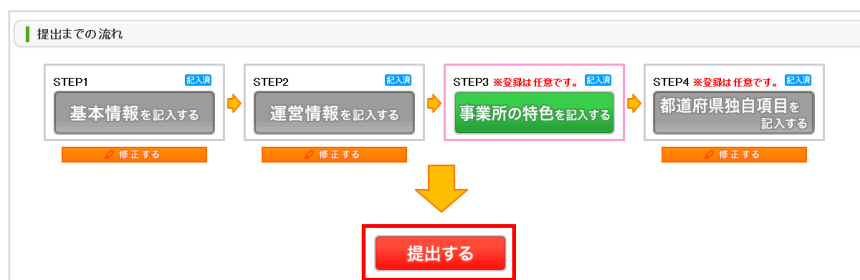 提出までの流れ
STEP1 記入済
基本情報を記入する
修正する
STEP2 記入済
運営情報を記入する
修正する
STEP3 ※登録は任意です。 記入済
事業所の特色を記入する
STEP4 ※登録は任意です。 記入済
都道府県独自項目を
記入する
修正する
提出する